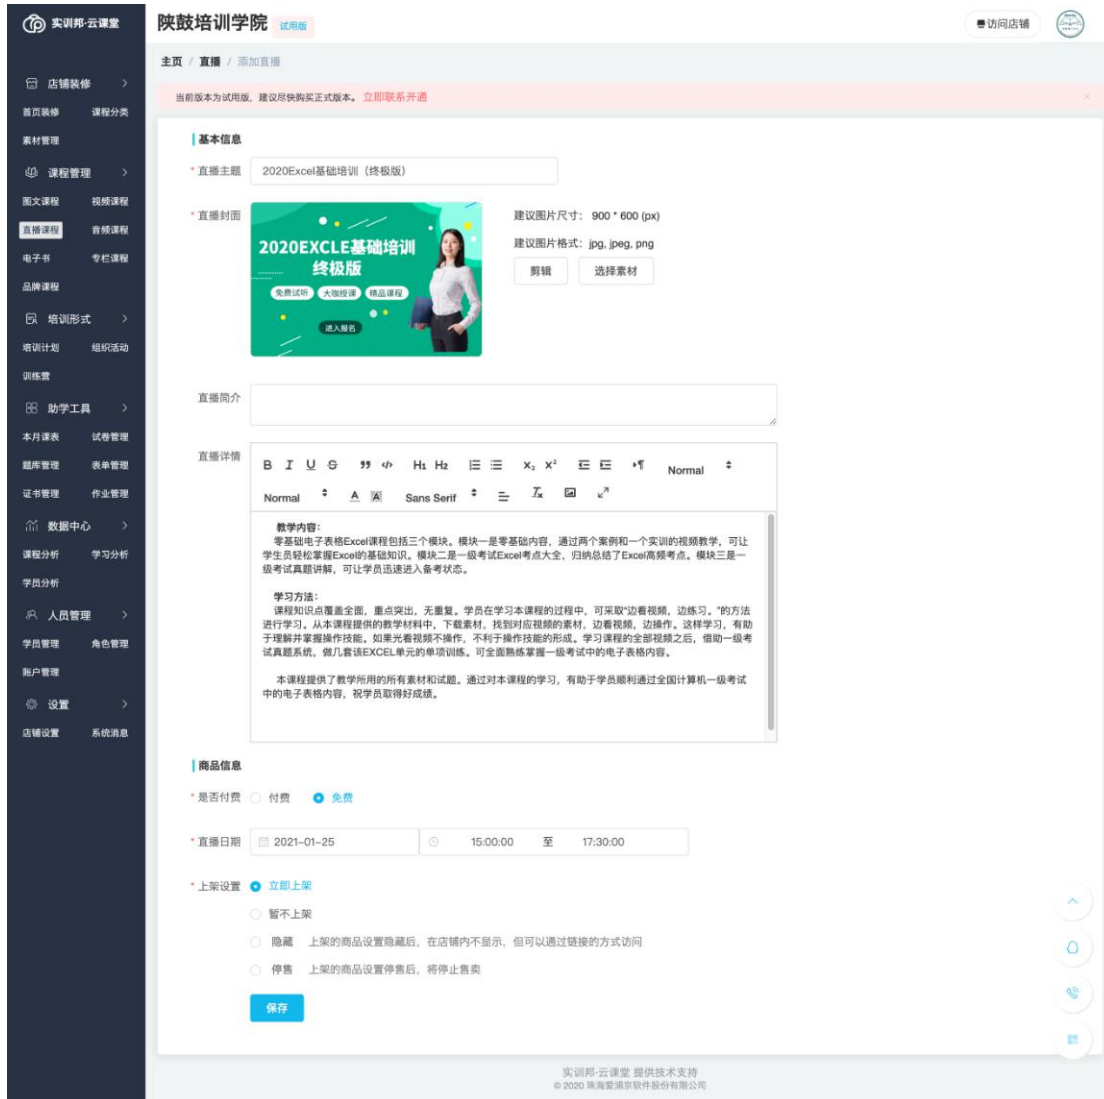 实训邦·云课堂
陕鼓培训学院 试用版
访问店铺
主页 / 直播 / 添加直播
当前版本为试用版，建议尽快购买正式版本。立即联系开通
店铺装修
首页装修 课程分类
素材管理
课程管理
图文课程 视频课程
直播课程 音频课程
电子书 专栏课程
品牌课程
培训形式
培训计划 组织活动
训练营
助学工具
本月课表 试卷管理
题库管理 表单管理
证书管理 作业管理
数据中心
课程分析 学习分析
学员分析
人员管理
学员管理 角色管理
账户管理
设置
店铺设置 系统消息
基本信息
* 直播主题 2020Excel基础培训（终极版）
* 直播封面
2020EXCLE基础培训
终极版
免费试听 大咖授课 精品课程
进入报名
建议图片尺寸： 900 * 600 (px)
建议图片格式： jpg, jpeg, png
剪辑 选择素材
直播简介
直播详情
B I U S H1 H2 X2 X2 Normal
Normal A A Sans Serif Tx
教学内容：
零基础电子表格Excel课程包括三个模块。模块一是零基础内容，通过两个案例和一个实训的视频教学，可让
学生员轻松掌握Excel的基础知识。模块二是一级考试Excel考点大全，归纳总结了Excel高频考点。模块三是一
级考试真题讲解，可让学员迅速进入备考状态。
学习方法：
课程知识点覆盖全面，重点突出，无重复。学员在学习本课程的过程中，可采取“边看视频，边练习。”的方法
进行学习。从本课程提供的教学材料中，下载素材，找到对应视频的素材，边看视频，边操作。这样学习，有助
于理解并掌握操作技能。如果光看视频不操作，不利于操作技能的形成。学习课程的全部视频之后，借助一级考
试真题系统，做几套该EXCEL单元的单项训练。可全面熟练掌握一级考试中的电子表格内容。
本课程提供了教学所用的所有素材和试题。通过对本课程的学习，有助于学员顺利通过全国计算机一级考试
中的电子表格内容，祝学员取得好成绩。
商品信息
* 是否付费 付费 免费
* 直播日期 2021-01-25 15:00:00 至 17:30:00
* 上架设置 立即上架
暂不上架
隐藏 上架的商品设置隐藏后，在店铺内不显示，但可以通过链接的方式访问
停售 上架的商品设置停售后，将停止售卖
保存
实训邦·云课堂 提供技术支持
© 2020 珠海爱浦京软件股份有限公司